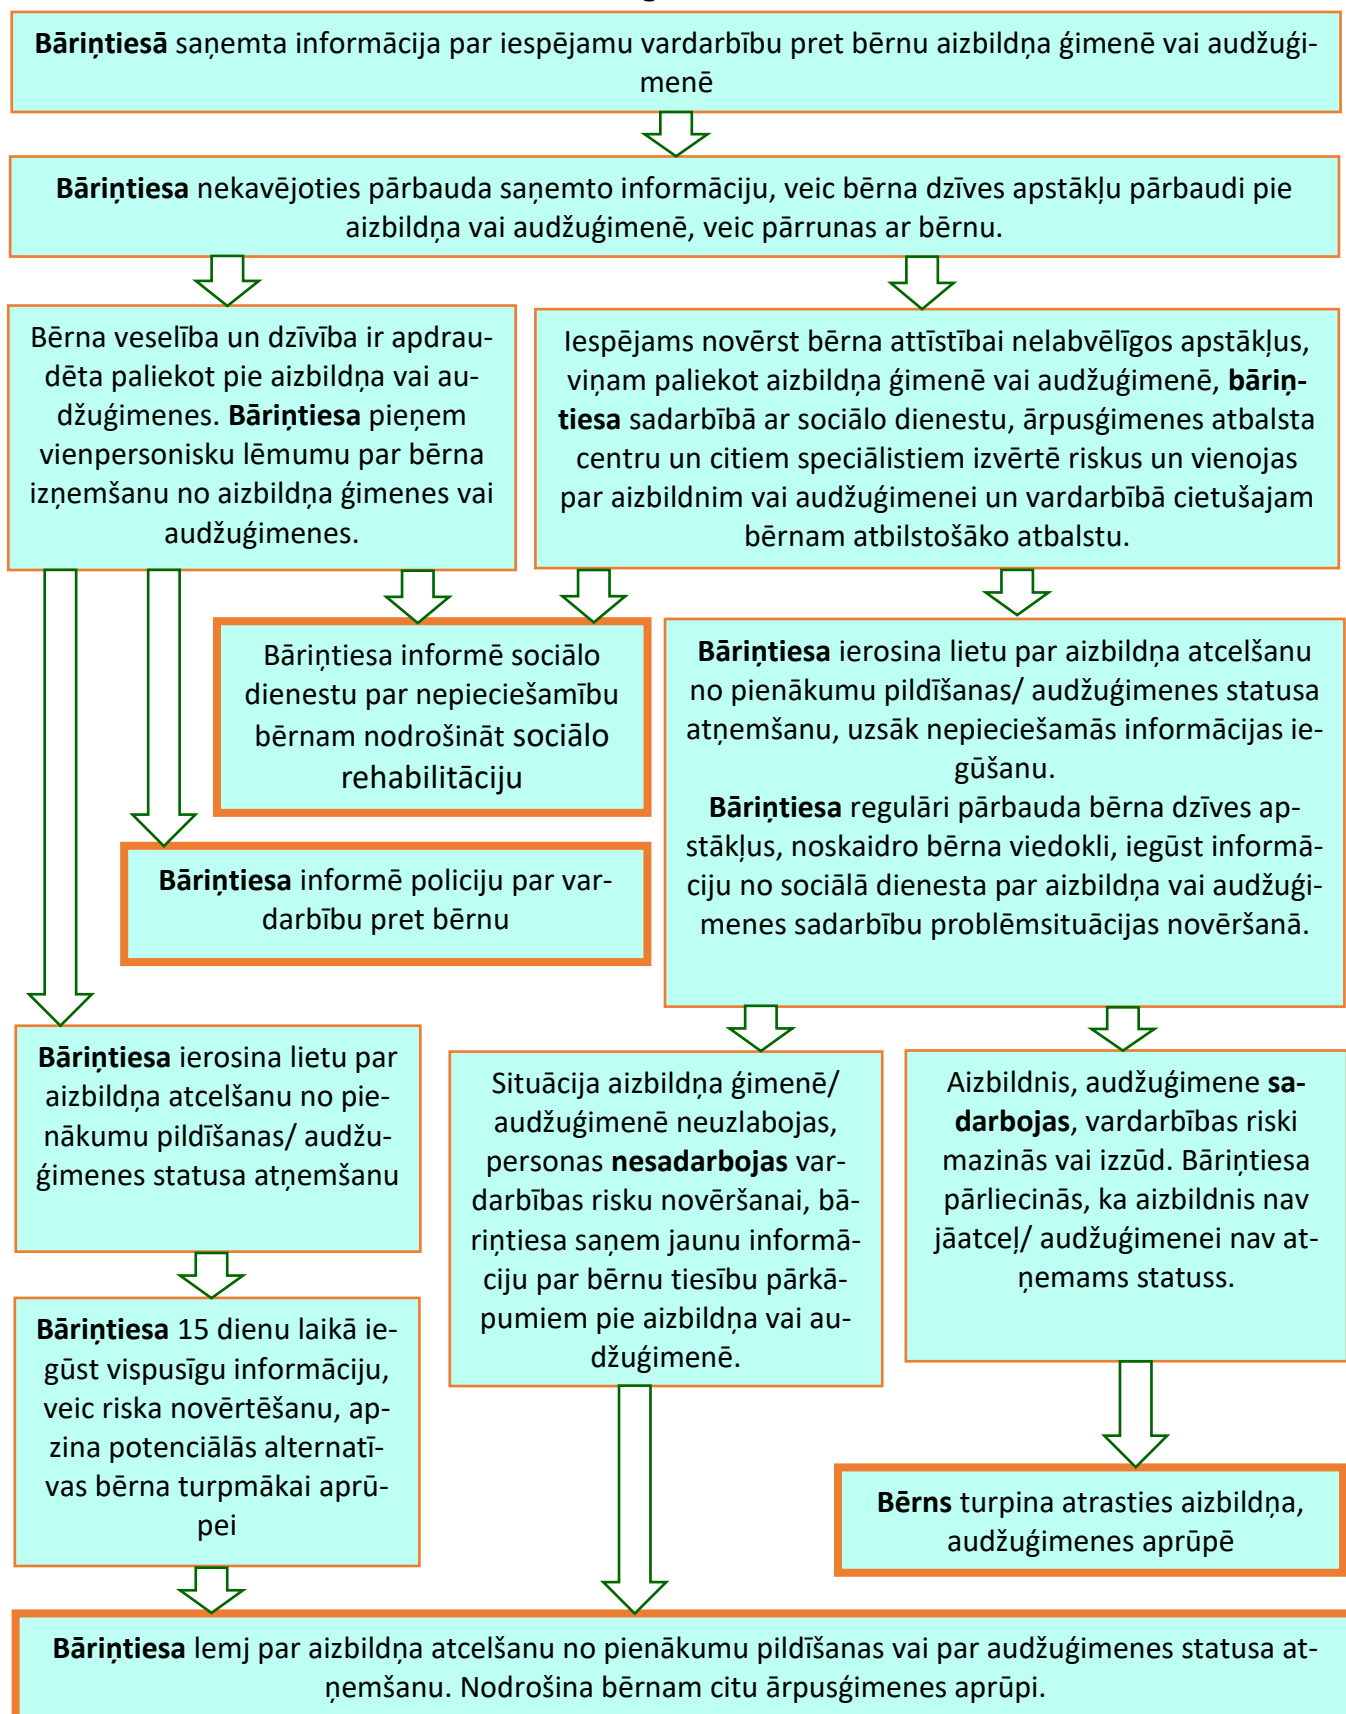 Bāriņtiesā saņemta informācija par iespējamu vardarbību pret bērnu aizbildņa ģimenē vai audžuģi-
menē
Bāriņtiesa nekavējoties pārbauda saņemto informāciju, veic bērna dzīves apstākļu pārbaudi pie
aizbildņa vai audžuģimenē, veic pārrunas ar bērnu.
Bērna veselība un dzīvība ir apdrau-
dēta paliekot pie aizbildņa vai au-
džuģimenes. Bāriņtiesa pieņem
vienpersonisku lēmumu par bērna
izņemšanu no aizbildņa ģimenes vai
audžuģimenes.
Iespējams novērst bērna attīstībai nelabvēlīgos apstākļus,
viņam paliekot aizbildņa ģimenē vai audžuģimenē, bāriņ-
tiesa sadarbībā ar sociālo dienestu, ārpusģimenes atbalsta
centru un citiem speciālistiem izvērtē riskus un vienojas
par aizbildnim vai audžuģimenei un vardarbībā cietušajam
bērnam atbilstošāko atbalstu.
Bāriņtiesa informē sociālo
dienestu par nepieciešamību
bērnam nodrošināt sociālo
rehabilitāciju
Bāriņtiesa ierosina lietu par aizbildņa atcelšanu
no pienākumu pildīšanas/ audžuģimenes statusa
atņemšanu, uzsāk nepieciešamās informācijas ie-
gūšanu.
Bāriņtiesa regulāri pārbauda bērna dzīves ap-
stākļus, noskaidro bērna viedokli, iegūst informā-
ciju no sociālā dienesta par aizbildņa vai audžuģi-
menes sadarbību problēmsituācijas novēršanā.
Bāriņtiesa informē policiju par var-
darbību pret bērnu
Bāriņtiesa ierosina lietu par
aizbildņa atcelšanu no pie-
nākumu pildīšanas/ audžu-
ģimenes statusa atņemšanu
Situācija aizbildņa ģimenē/
audžuģimenē neuzlabojas,
personas nesadarbojas var-
darbības risku novēršanai, bā-
riņtiesa saņem jaunu informā-
ciju par bērnu tiesību pārkā-
pumiem pie aizbildņa vai au-
džuģimenē.
Aizbildnis, audžuģimene sa-
darbojas, vardarbības riski
mazinās vai izzūd. Bāriņtiesa
pārliecinās, ka aizbildnis nav
jāatceļ/ audžuģimenei nav at-
ņemams statuss.
Bāriņtiesa 15 dienu laikā ie-
gūst vispusīgu informāciju,
veic riska novērtēšanu, ap-
zina potenciālās alternatī-
vas bērna turpmākai aprū-
pei
Bērns turpina atrasties aizbildņa,
audžuģimenes aprūpē
Bāriņtiesa lemj par aizbildņa atcelšanu no pienākumu pildīšanas vai par audžuģimenes statusa at-
ņemšanu. Nodrošina bērnam citu ārpusģimenes aprūpi.